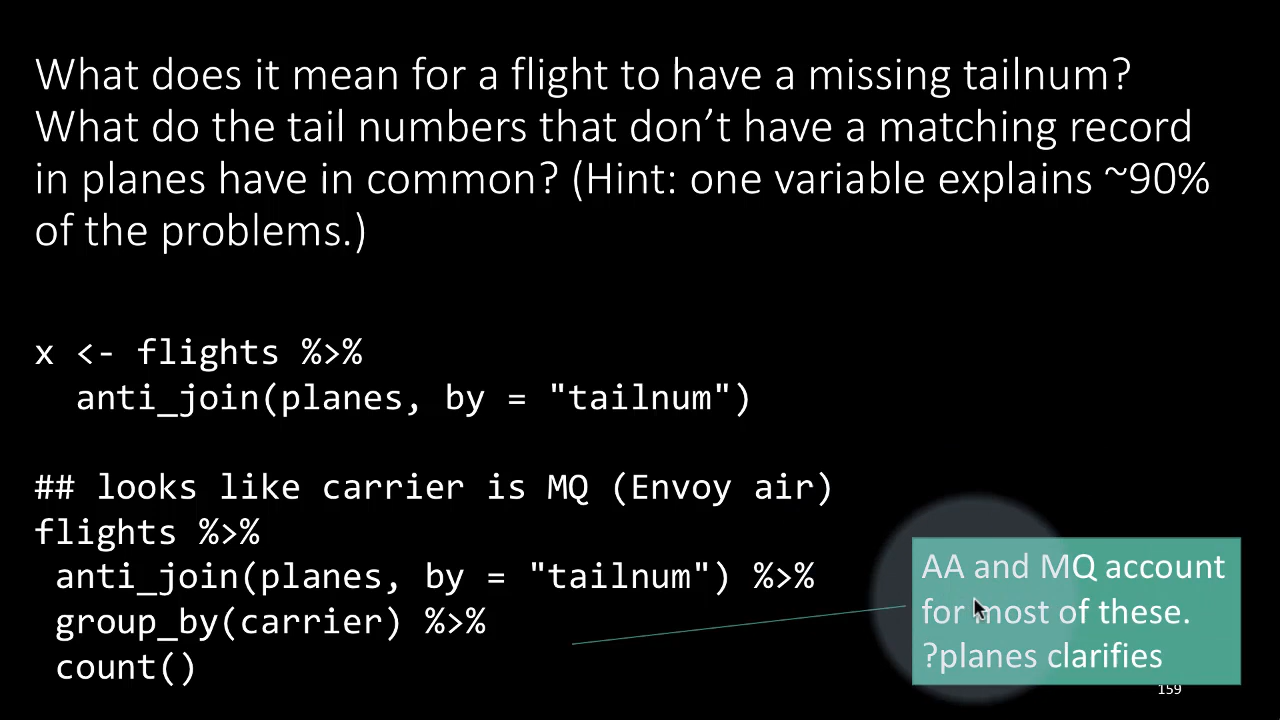 What does it mean for a flight to have a missing tailnum?
What do the tail numbers that don’t have a matching record
in planes have in common? (Hint: one variable explains ~90%
of the problems.)
x <- flights %>%
anti_join(planes, by = "tailnum")
## looks like carrier is MQ (Envoy air)
flights %>%
anti_join(planes, by = "tailnum") %>%
group_by(carrier) %>%
count()
AA and MQ account
for most of these.
?planes clarifies
159